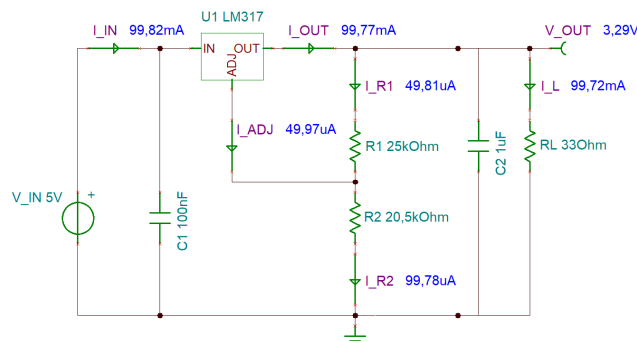 U1 LM317
I_IN 99,82mA
I_OUT 99,77mA
V_OUT 3,29V
IN
OUT
ADJ
I_R1 49,81uA
I_L 99,72mA
I_ADJ 49,97uA
R1 25kOhm
C2 1uF
RL 33Ohm
V_IN 5V
+
C1 100nF
R2 20,5kOhm
I_R2 99,78uA